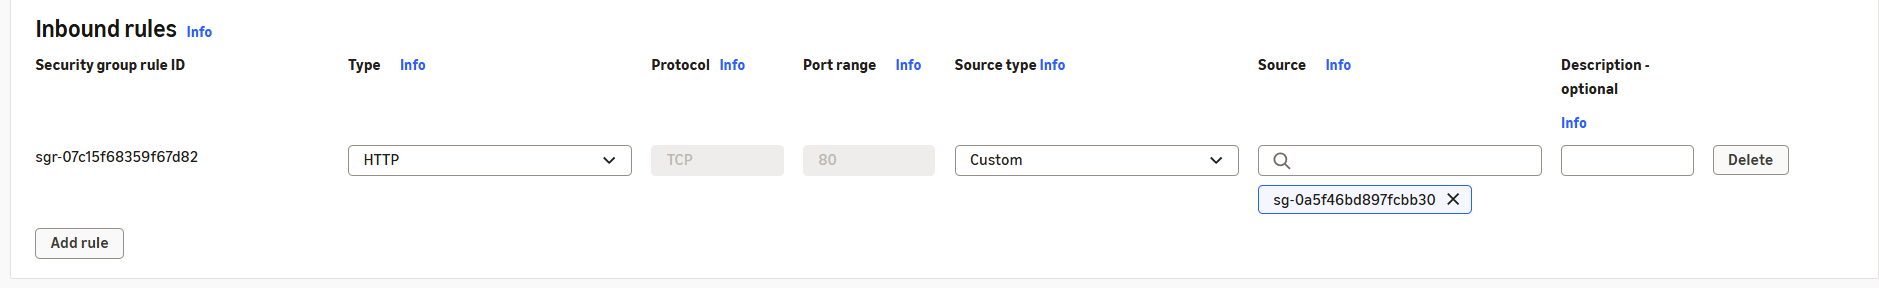 Inbound rules Info
Security group rule ID Type Info Protocol Info Port range Info Source type Info Source Info Description -
optional
Info
sgr-07c15f68359f67d82 HTTP TCP 80 Custom Delete
sg-0a5f46bd897fcbb30
Add rule